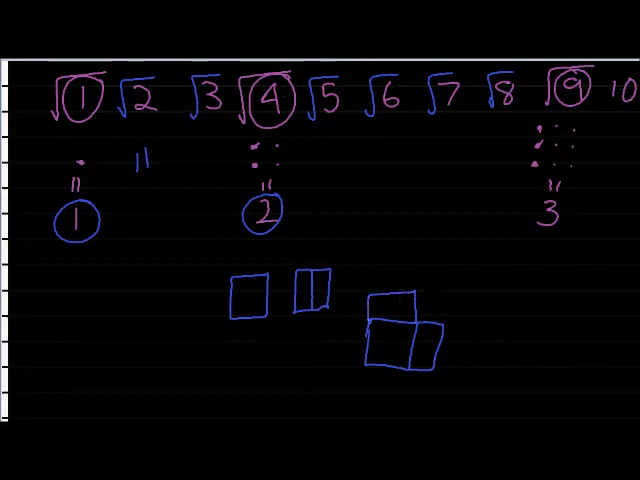 √1 √2 √3 √4 √5 √6 √7 √8 √9 10
= = = =
1 2 3